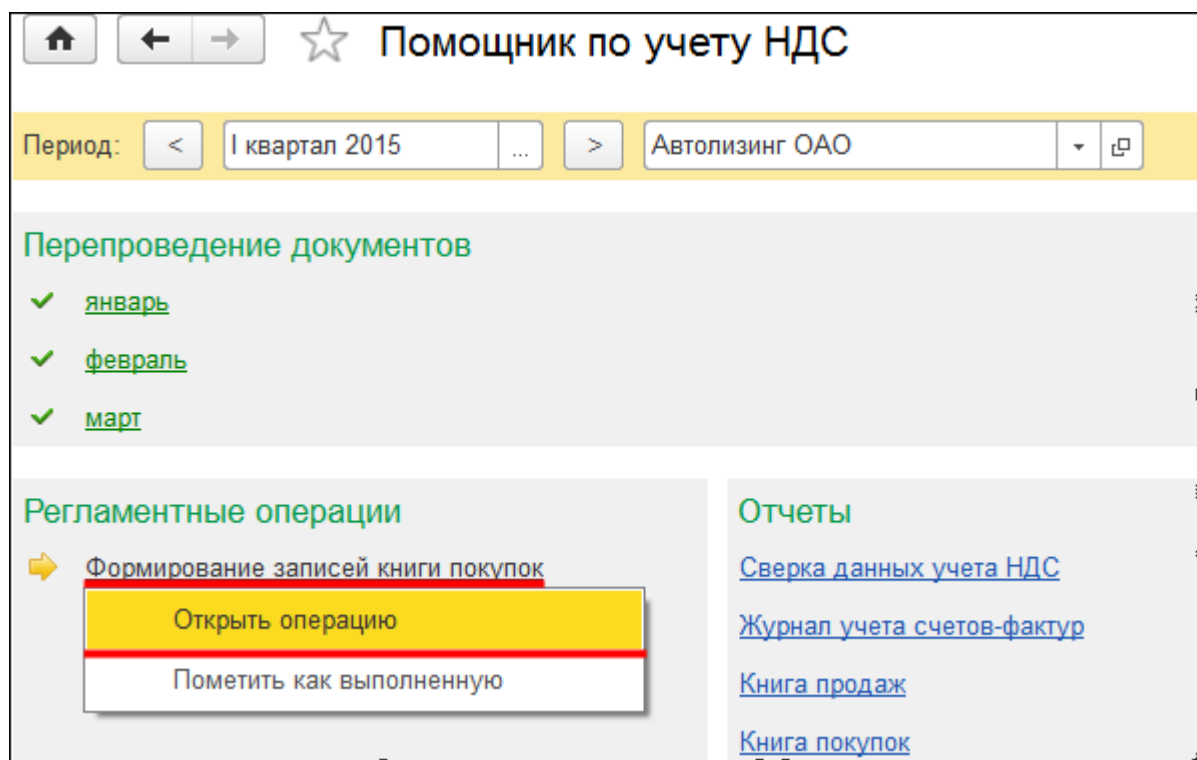 Помощник по учету НДС
Период: < I квартал 2015 ... > Автолизинг ОАО
Перепроведение документов
январь
февраль
март
Регламентные операции
Формирование записей книги покупок
Открыть операцию
Пометить как выполненную
Отчеты
Сверка данных учета НДС
Журнал учета счетов-фактур
Книга продаж
Книга покупок